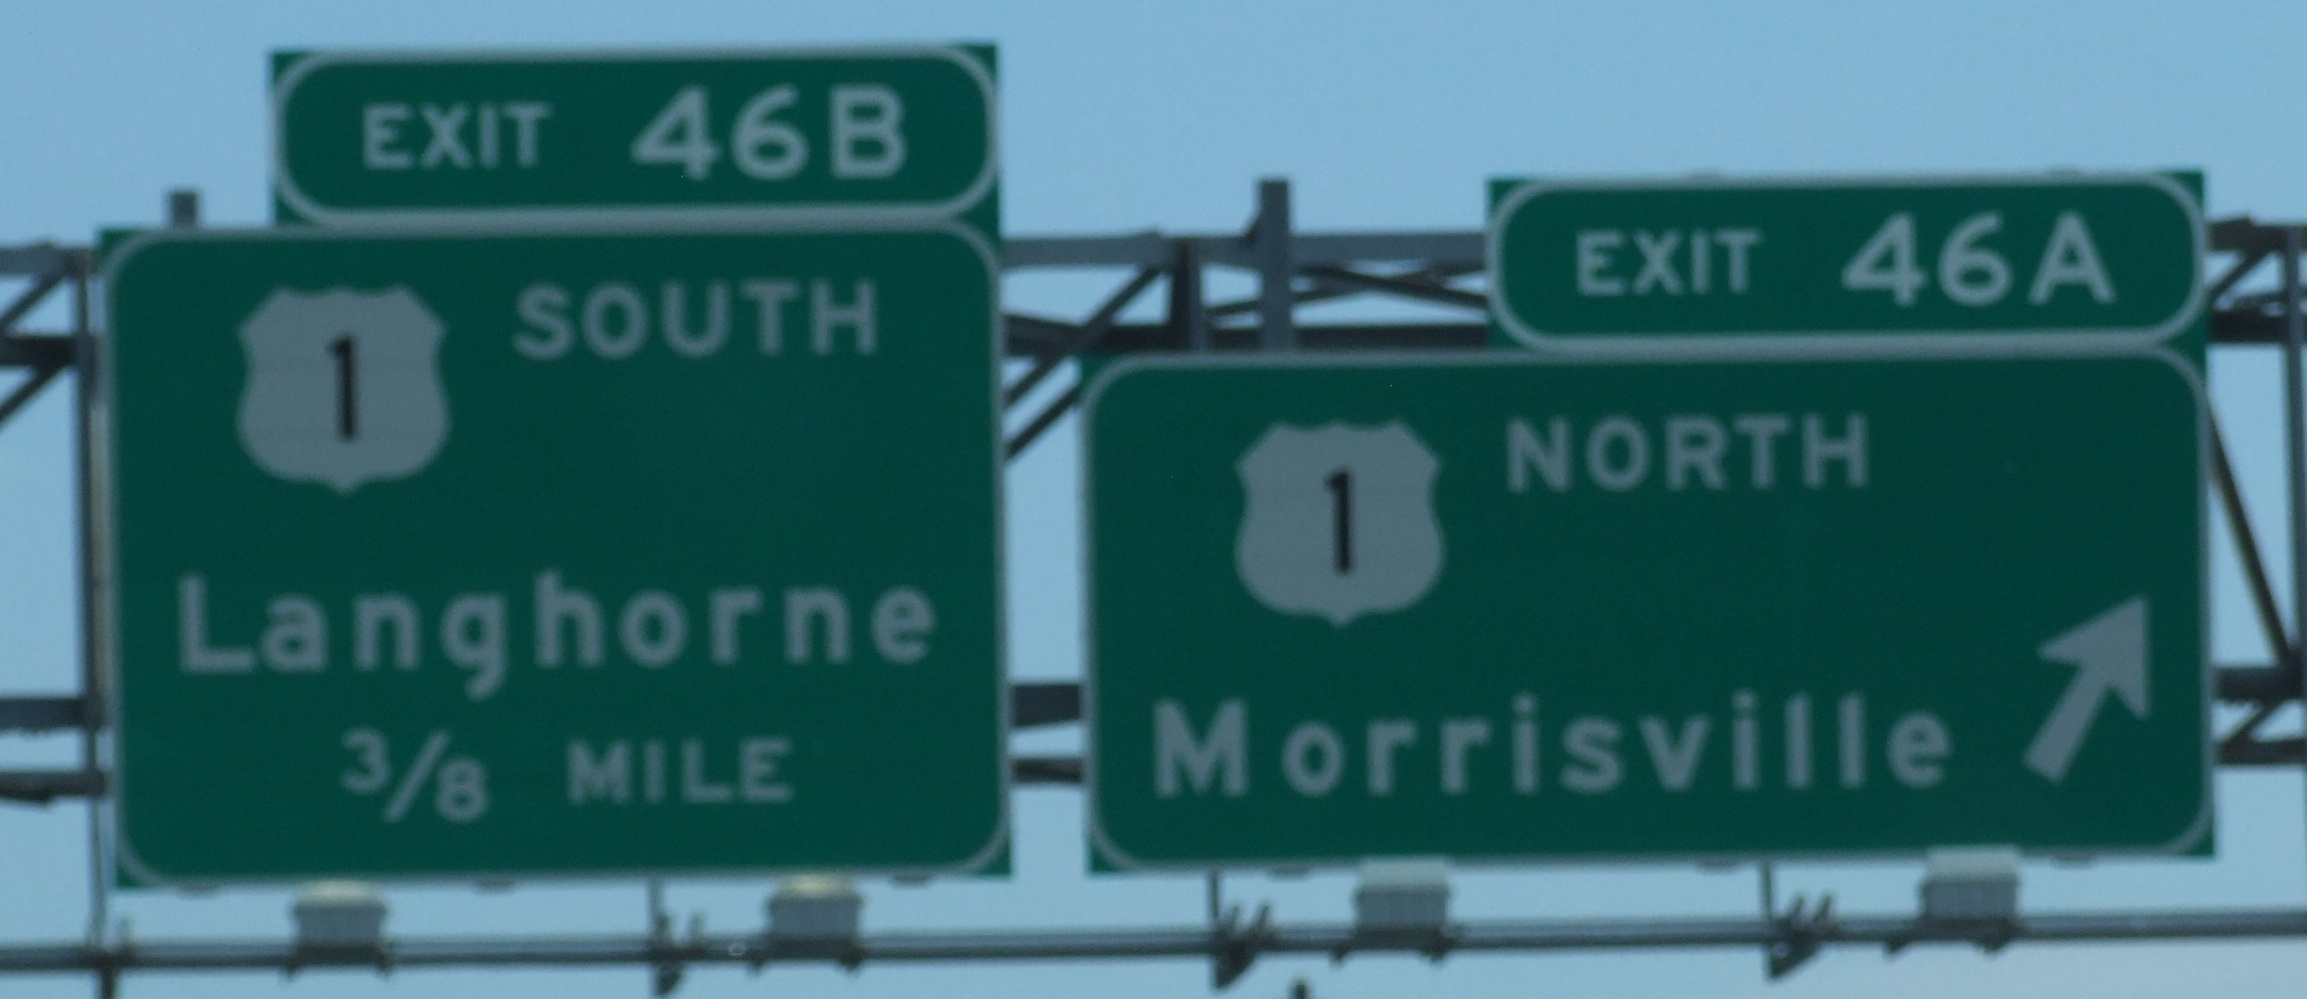 EXIT 46B
1 SOUTH
Langhorne
3/8 MILE
EXIT 46A
1 NORTH
Morrisville